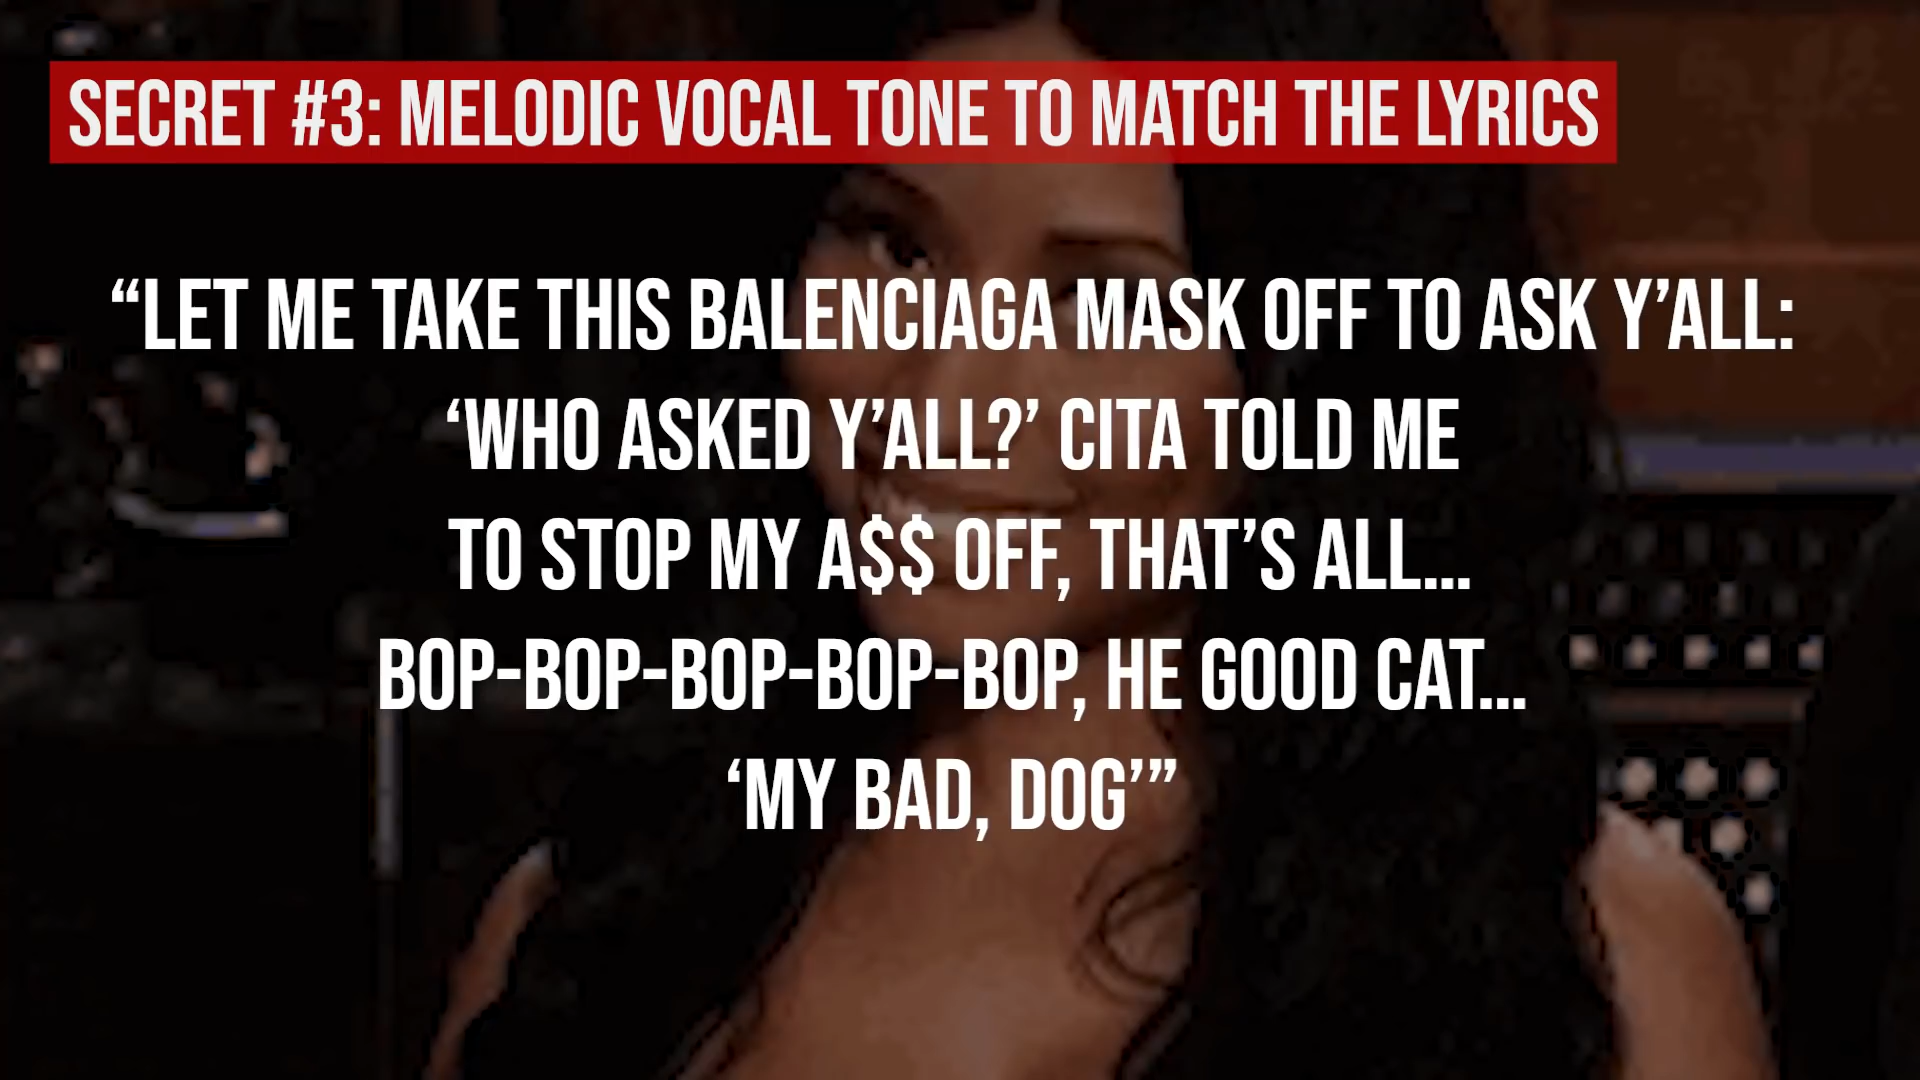 SECRET #3: MELODIC VOCAL TONE TO MATCH THE LYRICS
“LET ME TAKE THIS BALENCIAGA MASK OFF TO ASK Y’ALL:
‘WHO ASKED Y’ALL?’ CITA TOLD ME
TO STOP MY A$$ OFF, THAT’S ALL...
BOP-BOP-BOP-BOP-BOP, HE GOOD CAT...
‘MY BAD, DOG’”